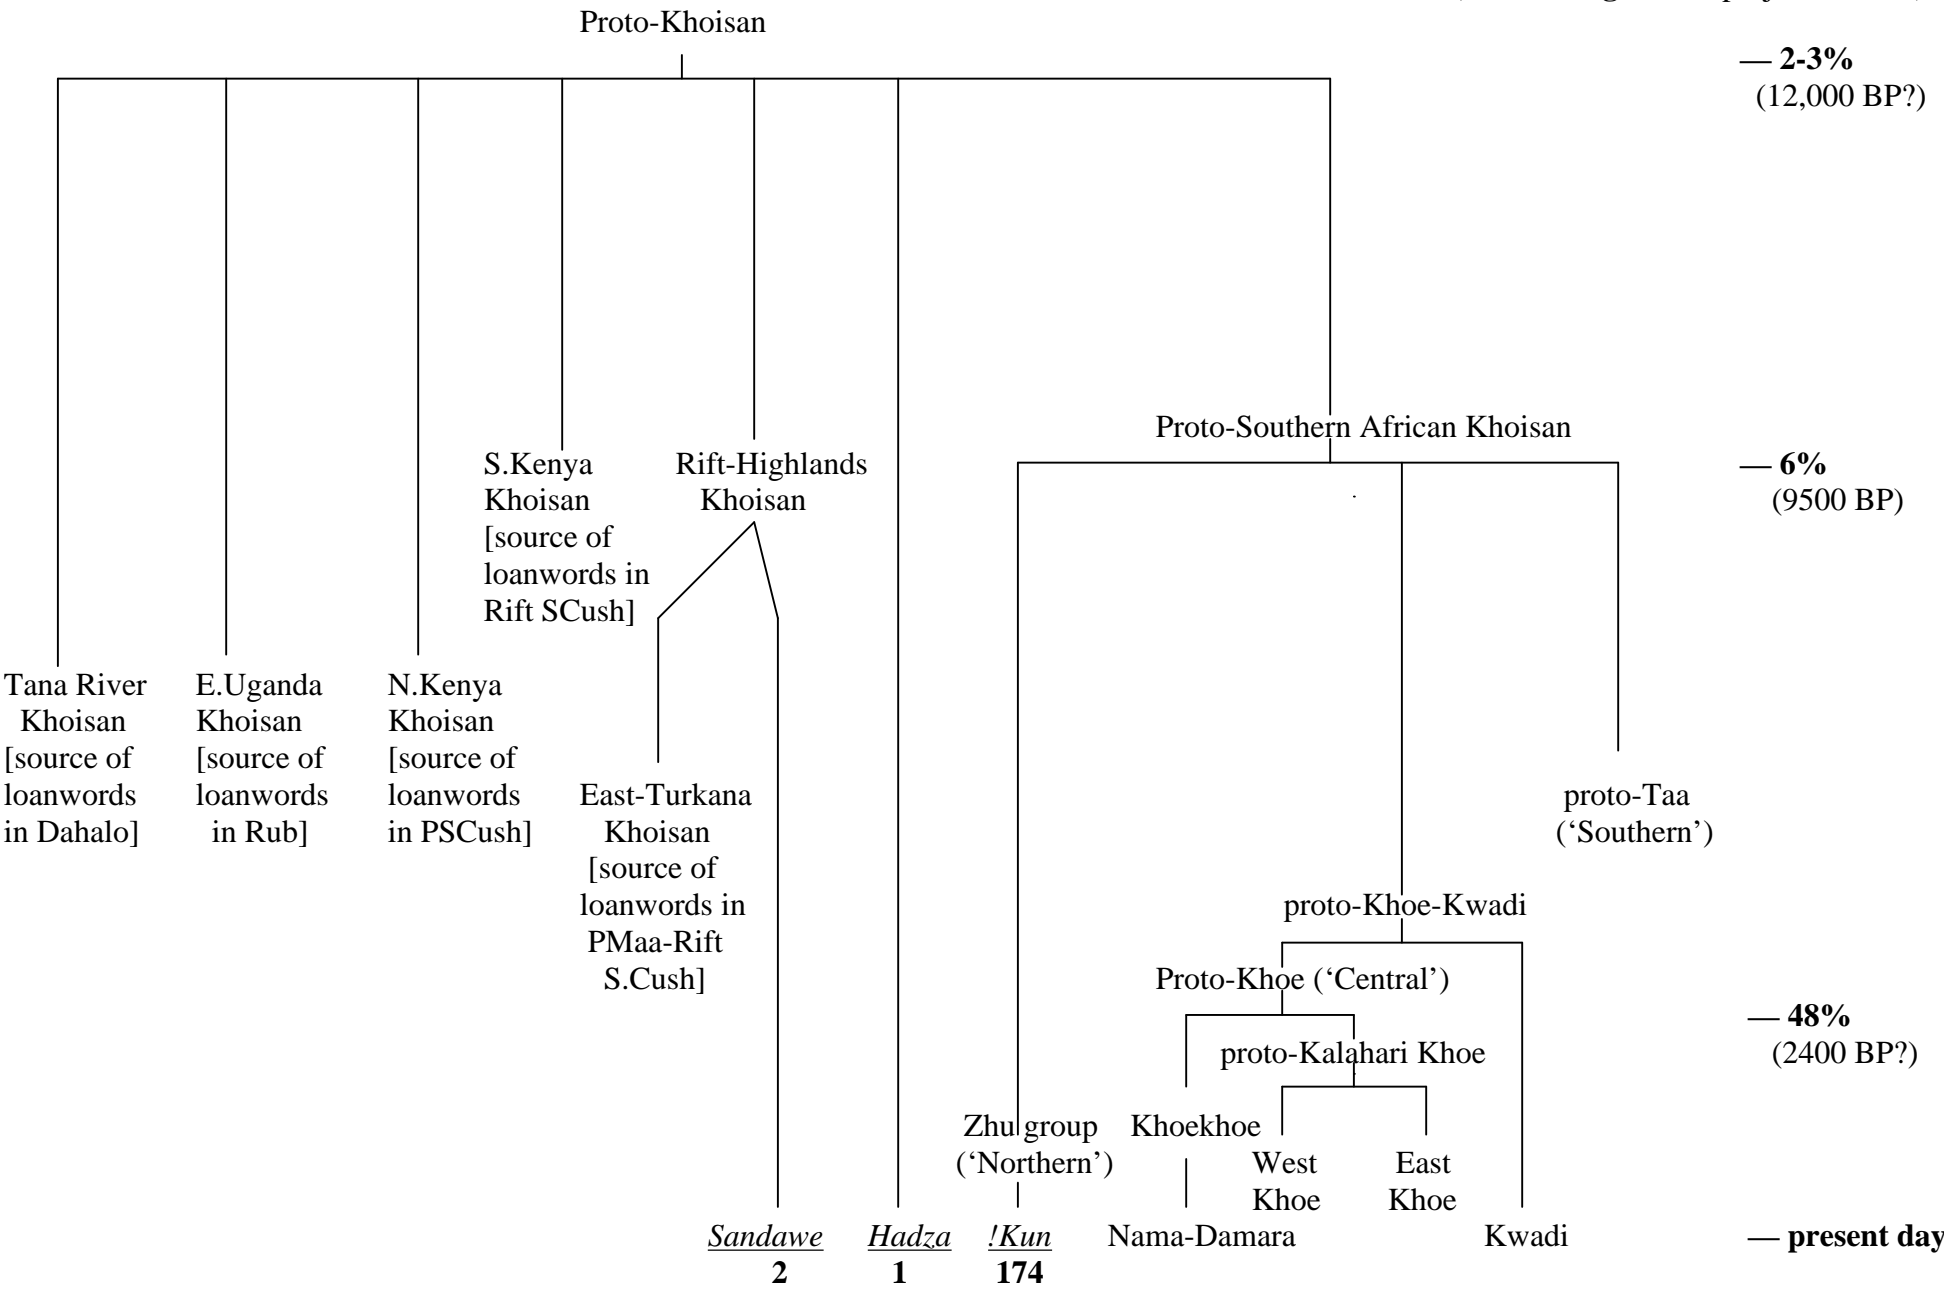 Proto-Khoisan
— 2-3%
(12,000 BP?)
Proto-Southern African Khoisan
— 6%
(9500 BP)
S.Kenya
Khoisan
[source of
loanwords in
Rift SCush]
Rift-Highlands
Khoisan
Tana River
Khoisan
[source of
loanwords
in Dahalo]
E.Uganda
Khoisan
[source of
loanwords
in Rub]
N.Kenya
Khoisan
[source of
loanwords
in PSCush]
East-Turkana
Khoisan
[source of
loanwords in
PMaa-Rift
S.Cush]
proto-Taa
(‘Southern’)
proto-Khoe-Kwadi
Proto-Khoe (‘Central’)
— 48%
(2400 BP?)
proto-Kalahari Khoe
Zhu group
(‘Northern’)
Khoekhoe
West
Khoe
East
Khoe
Sandawe
2
Hadza
1
!Kun
174
Nama-Damara
Kwadi
— present day